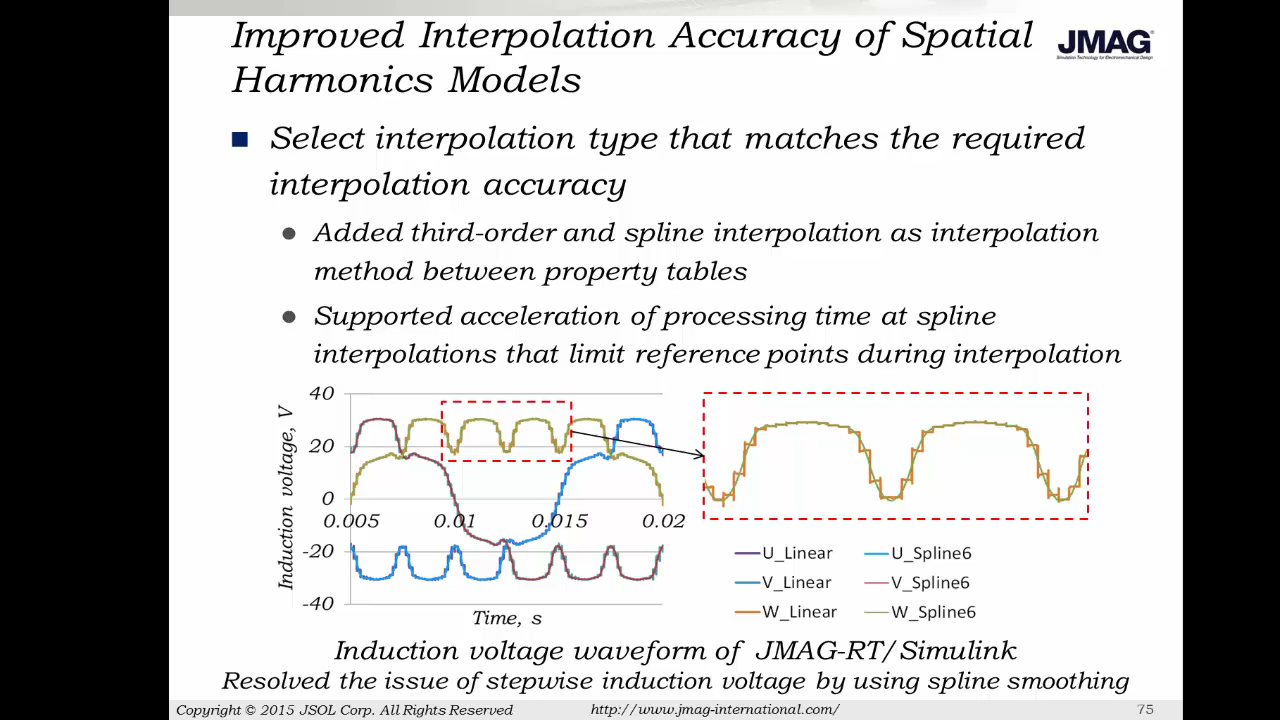 Improved Interpolation Accuracy of Spatial
Harmonics Models
JMAG®
Simulation Technology for Electromechanical Design
Select interpolation type that matches the required
interpolation accuracy
Added third-order and spline interpolation as interpolation
method between property tables
Supported acceleration of processing time at spline
interpolations that limit reference points during interpolation
Induction voltage, V
40
20
0
-20
-40
0.005
0.01
0.015
0.02
Time, s
U_Linear
U_Spline6
V_Linear
V_Spline6
W_Linear
W_Spline6
Induction voltage waveform of JMAG-RT/Simulink
Resolved the issue of stepwise induction voltage by using spline smoothing
Copyright © 2015 JSOL Corp. All Rights Reserved
http://www.jmag-international.com/
75